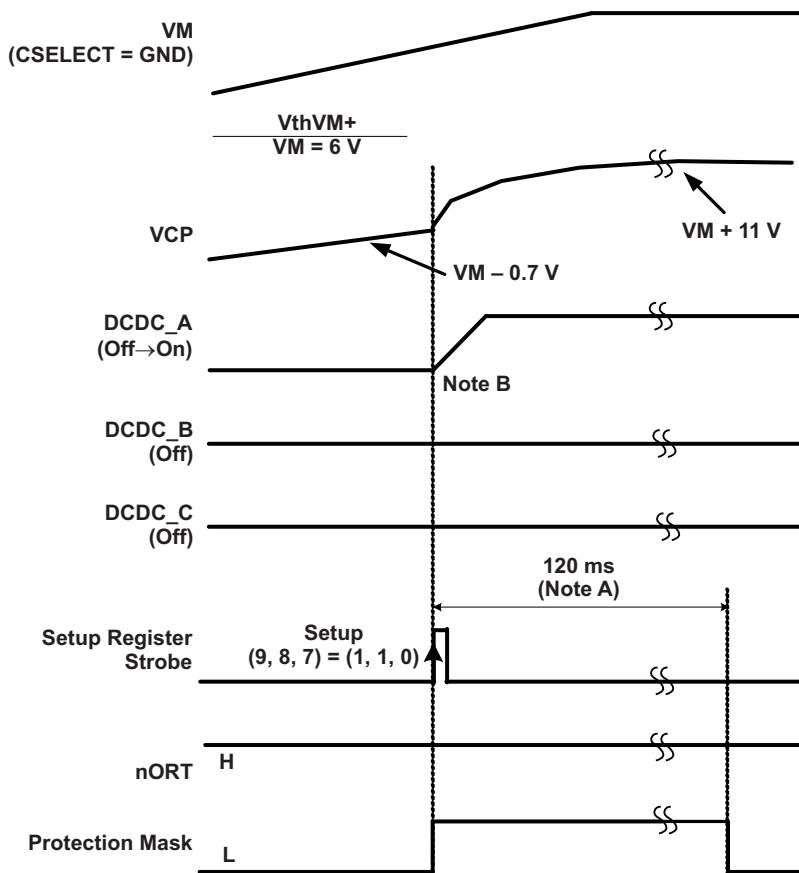 VM
(CSELECT = GND)
VthVM+
VM = 6 V
VCP
VM – 0.7 V
VM + 11 V
DCDC_A
(Off→On)
Note B
DCDC_B
(Off)
DCDC_C
(Off)
120 ms
(Note A)
Setup Register
Strobe
Setup
(9, 8, 7) = (1, 1, 0)
nORT
H
Protection Mask
L